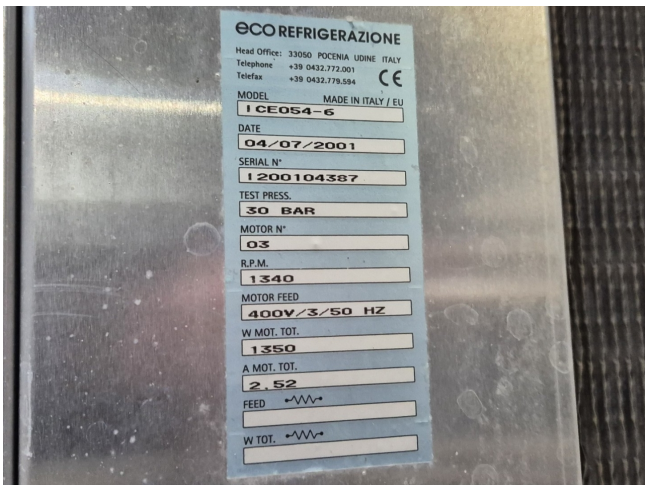 eco REFRIGERAZIONE
Head Office: 33050 POCENIA UDINE ITALY
Telephone +39 0432.772.001
Telefax +39 0432.779.594 CE
MODEL MADE IN ITALY / EU
ICE054-6
DATE
04/07/2001
SERIAL N°
1200104387
TEST PRESS.
30 BAR
MOTOR N°
03
R.P.M.
1340
MOTOR FEED
400V/3/50 HZ
W MOT. TOT.
1350
A MOT. TOT.
2.52
FEED
W TOT.